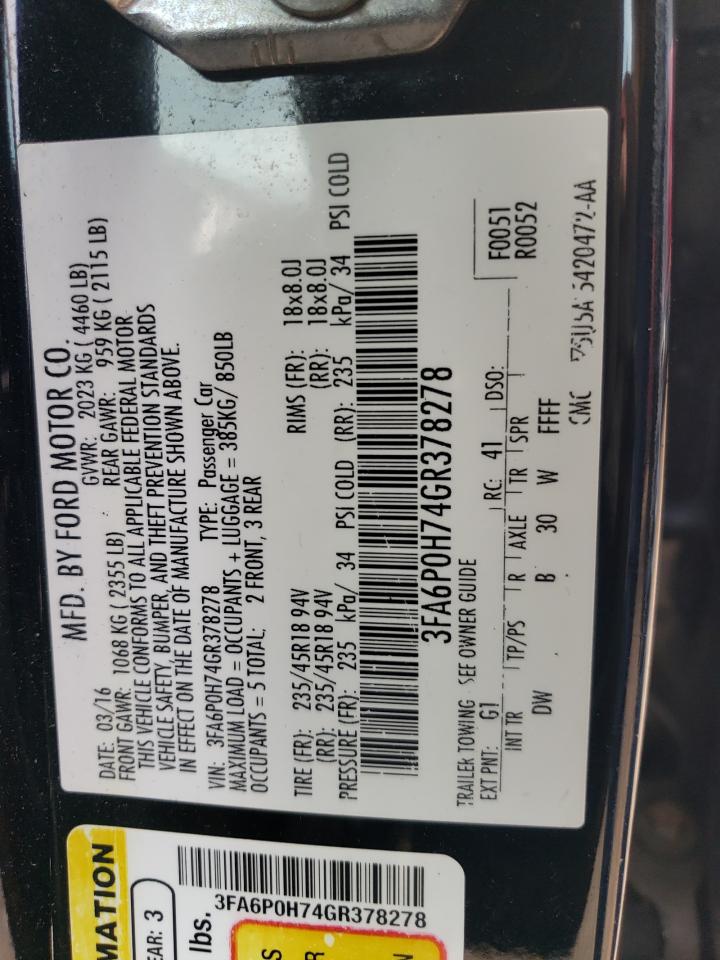 MFD. BY FORD MOTOR CO.
DATE: 03/16 GVWR: 2023 KG ( 4460 LB)
FRONT GAWR: 1068 KG ( 2355 LB) REAR GAWR: 959 KG ( 2115 LB)
THIS VEHICLE CONFORMS TO ALL APPLICABLE FEDERAL MOTOR
VEHICLE SAFETY, BUMPER, AND THEFT PREVENTION STANDARDS
IN EFFECT ON THE DATE OF MANUFACTURE SHOWN ABOVE.
VIN: 3FA6P0H74GR378278 TYPE: Passenger Car
MAXIMUM LOAD = OCCUPANTS + LUGGAGE = 385KG/ 850LB
OCCUPANTS = 5 TOTAL: 2 FRONT, 3 REAR
TIRE (FR): 235/45R18 94V RIMS (FR): 18x8.0J
(RR): 235/45R18 94V (RR): 18x8.0J
PRESSURE (FR): 235 kPa/ 34 PSI COLD (RR): 235 kPa/ 34 PSI COLD
3FA6P0H74GR378278
TRAILER TOWING - SEE OWNER GUIDE
EXT PNT: G1 RC: 41 DSO: F0051
R0052
INT TR TP/PS R AXLE TR SPR
DW B 30 W FFFF
MATION
EAR: 3
lbs.
3FA6P0H74GR378278